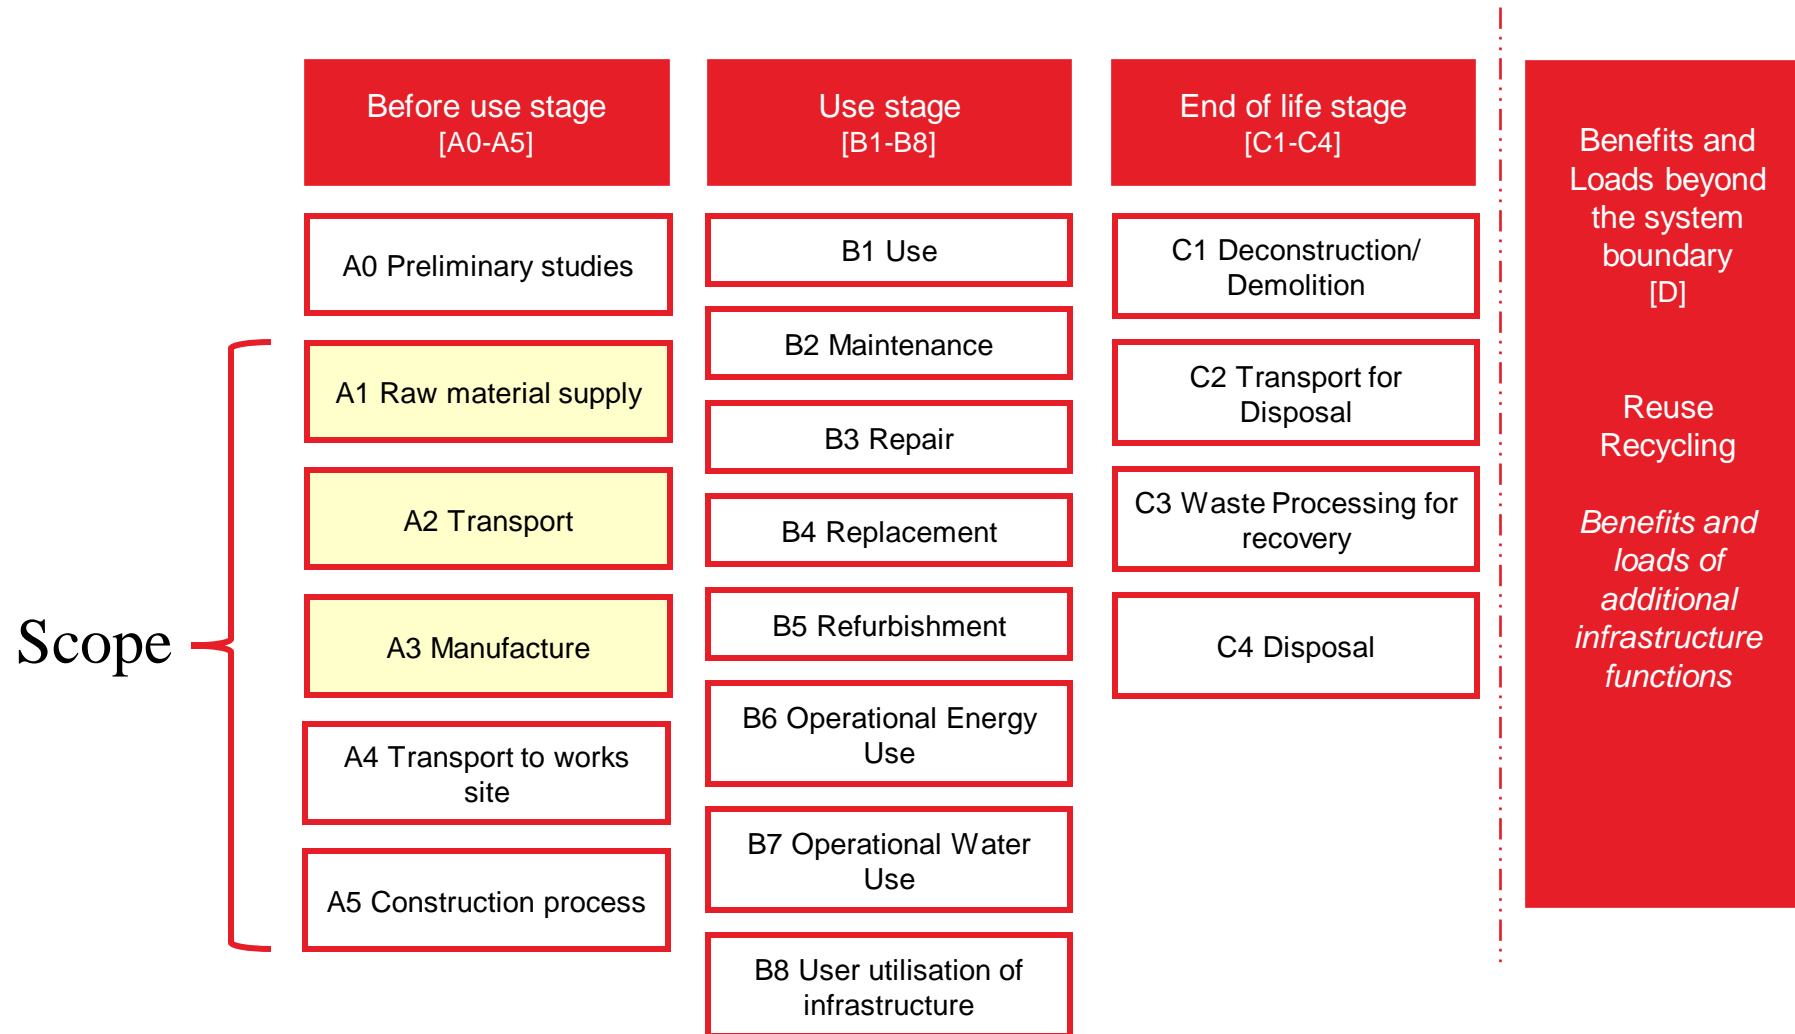 Scope
Before use stage
[A0-A5]
A0 Preliminary studies
A1 Raw material supply
A2 Transport
A3 Manufacture
A4 Transport to works
site
A5 Construction process
Use stage
[B1-B8]
B1 Use
B2 Maintenance
B3 Repair
B4 Replacement
B5 Refurbishment
B6 Operational Energy
Use
B7 Operational Water
Use
B8 User utilisation of
infrastructure
End of life stage
[C1-C4]
C1 Deconstruction/
Demolition
C2 Transport for
Disposal
C3 Waste Processing for
recovery
C4 Disposal
Benefits and
Loads beyond
the system
boundary
[D]
Reuse
Recycling
Benefits and
loads of
additional
infrastructure
functions